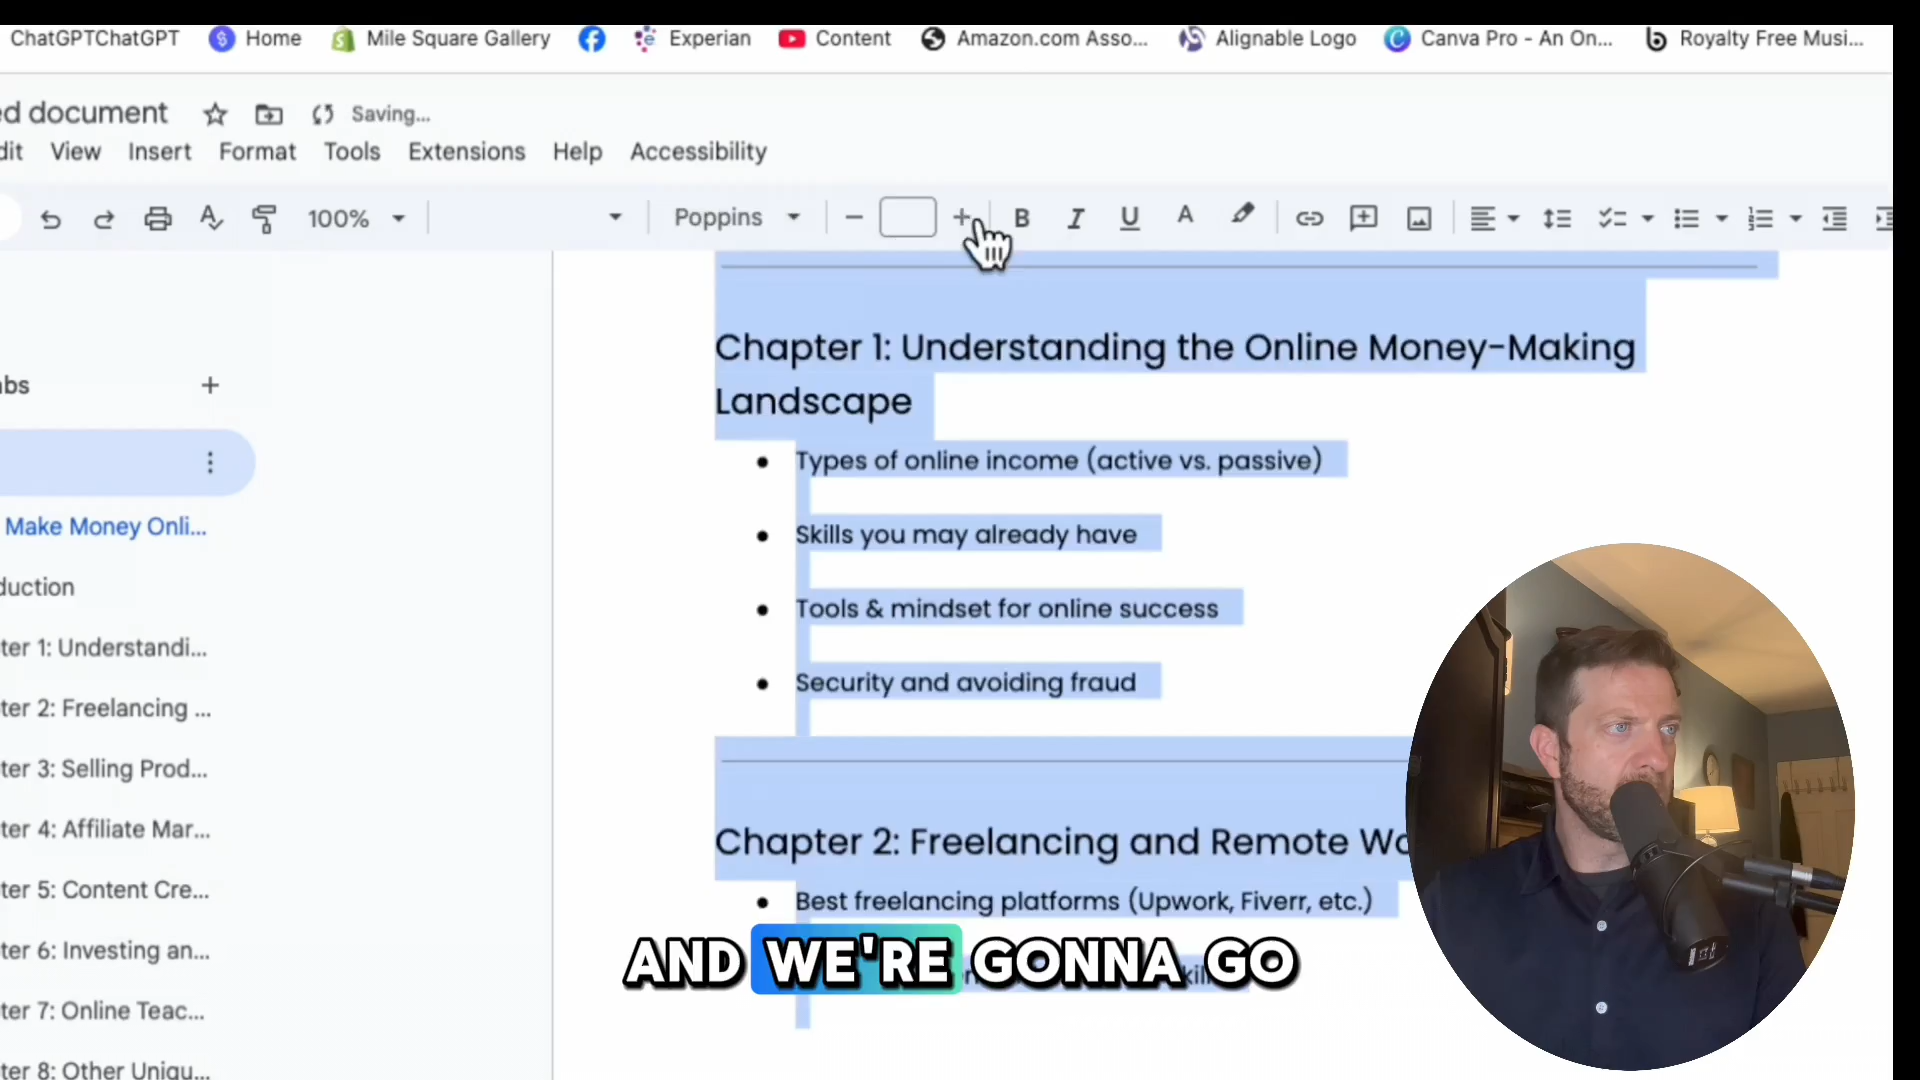 ChatGPTChatGPT Home Mile Square Gallery Experian Content Amazon.com Asso... Alignable Logo Canva Pro - An On... Royalty Free Musi...
ed document Saving...
dit View Insert Format Tools Extensions Help Accessibility
100% Poppins B I U A
abs
Make Money Onli...
duction
ter 1: Understandi...
ter 2: Freelancing ...
ter 3: Selling Prod...
ter 4: Affiliate Mar...
ter 5: Content Cre...
ter 6: Investing an...
ter 7: Online Teac...
ter 8: Other Uniqu...
Chapter 1: Understanding the Online Money-Making
Landscape
Types of online income (active vs. passive)
Skills you may already have
Tools & mindset for online success
Security and avoiding fraud
Chapter 2: Freelancing and Remote Wo
Best freelancing platforms (Upwork, Fiverr, etc.)
AND WE'RE GONNA GO